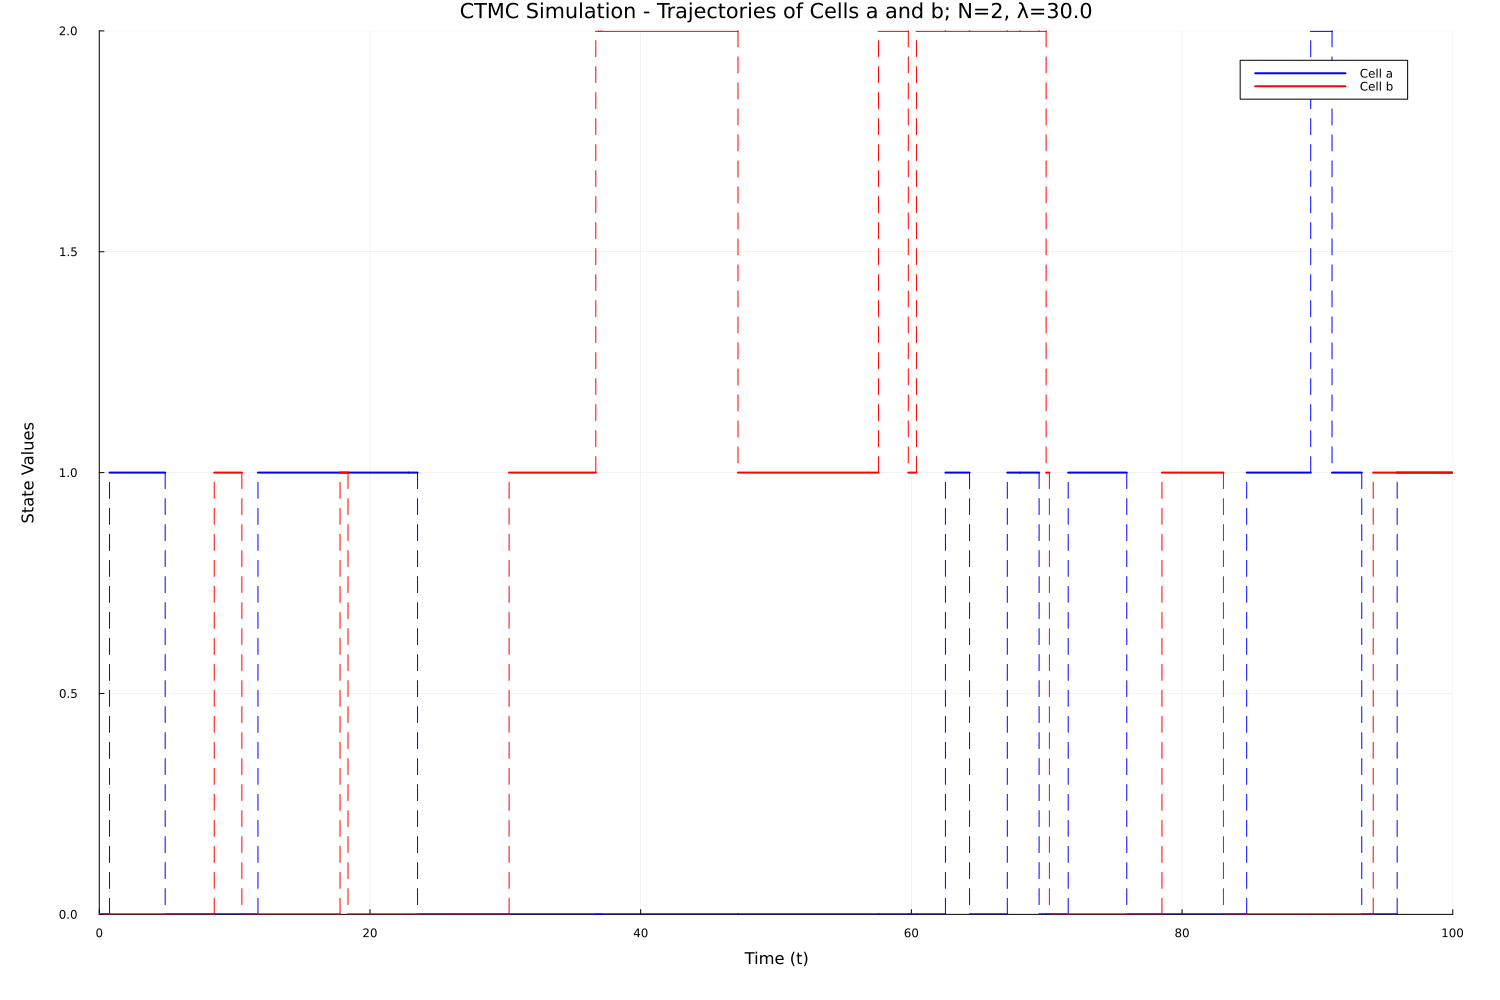 CTMC Simulation - Trajectories of Cells a and b; N=2, λ=30.0
2.0
Cell a
Cell b
1.5
State Values
1.0
0.5
0.0
0 20 40 60 80 100
Time (t)